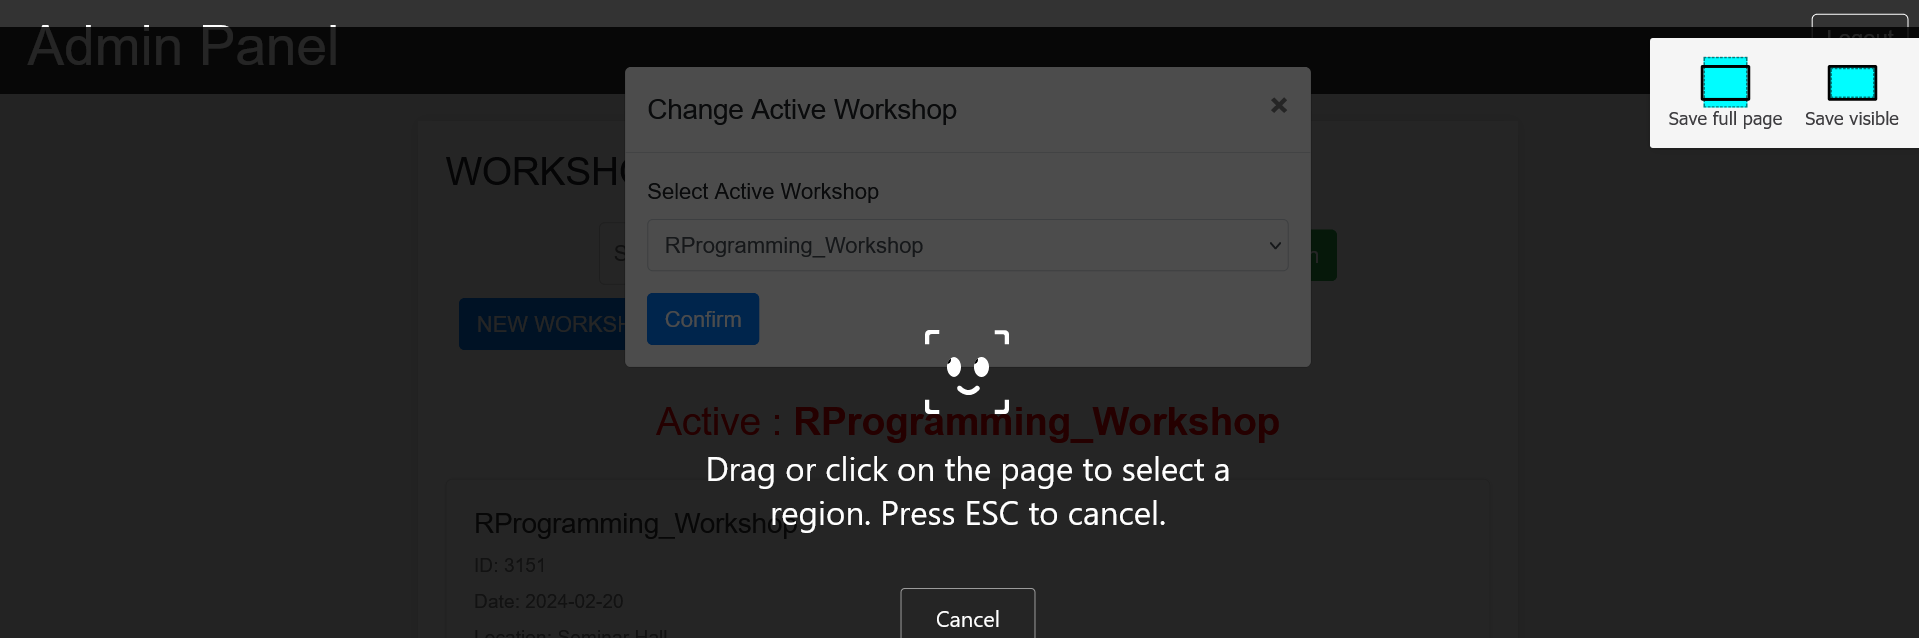 Admin Panel
Logout
Save full page
Save visible
Change Active Workshop
×
WORKSHO
Select Active Workshop
S
RProgramming_Workshop
n
NEW WORKSH
Confirm
Active : RProgramming_Workshop
Drag or click on the page to select a
region. Press ESC to cancel.
RProgramming_Workshop
ID: 3151
Date: 2024-02-20
Location: Seminar Hall
Cancel